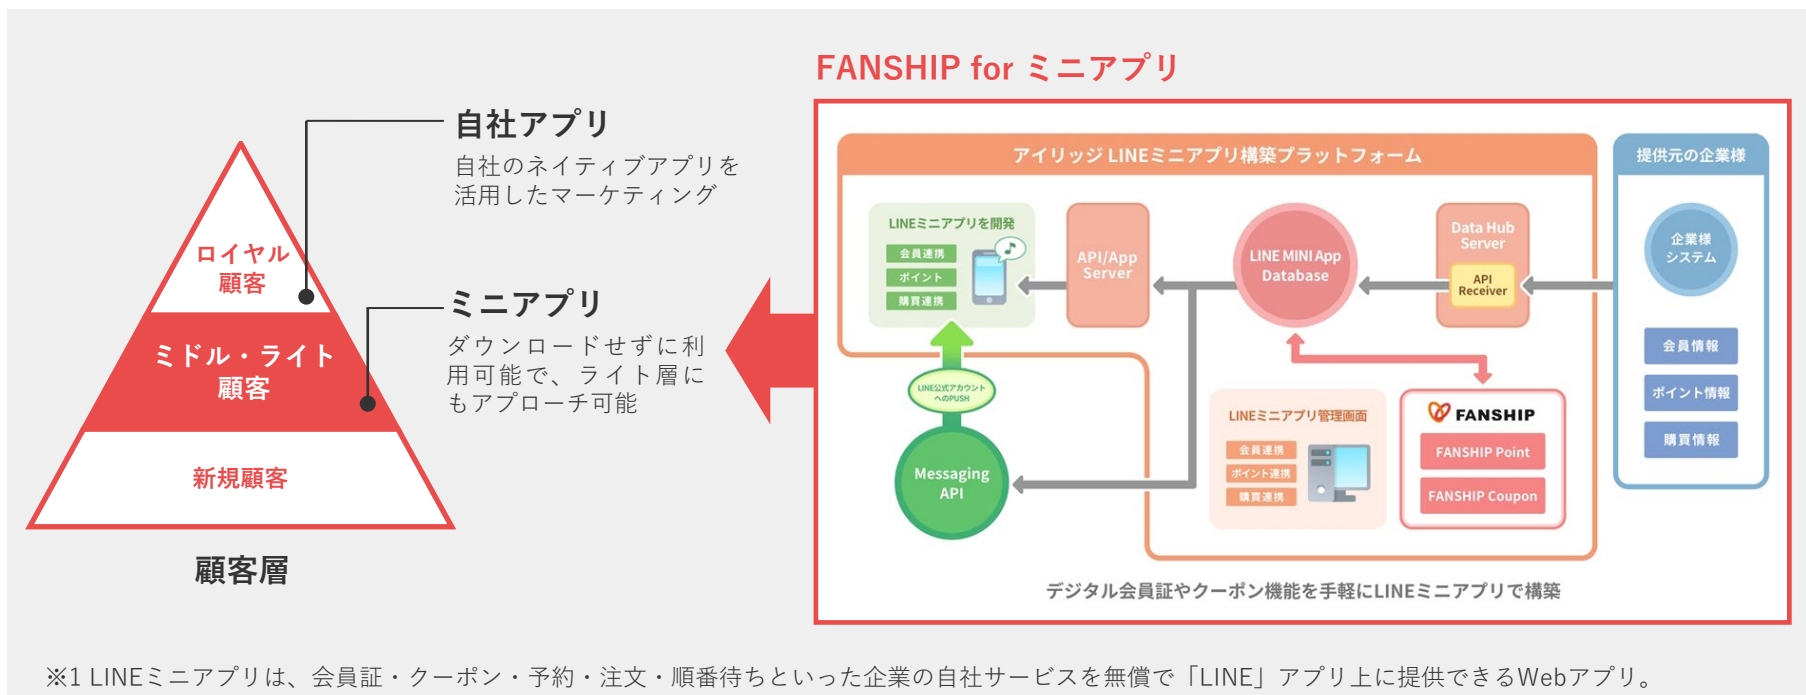 FANSHIP for ミニアプリ
自社アプリ
自社のネイティブアプリを
活用したマーケティング
ロイヤル
顧客
ミニアプリ
ダウンロードせずに利
用可能で、ライト層に
もアプローチ可能
ミドル・ライト
顧客
新規顧客
顧客層
アイリッジ LINEミニアプリ構築プラットフォーム
提供元の企業様
LINEミニアプリを開発
会員連携
ポイント
購買連携
API/App
Server
LINE MINI App
Database
Data Hub
Server
API
Receiver
企業様
システム
会員情報
ポイント情報
購買情報
LINE公式アカウント
へのPUSH
Messaging
API
LINEミニアプリ管理画面
会員連携
ポイント連携
購買連携
FANSHIP
FANSHIP Point
FANSHIP Coupon
デジタル会員証やクーポン機能を手軽にLINEミニアプリで構築
※1 LINEミニアプリは、会員証・クーポン・予約・注文・順番待ちといった企業の自社サービスを無償で「LINE」アプリ上に提供できるWebアプリ。